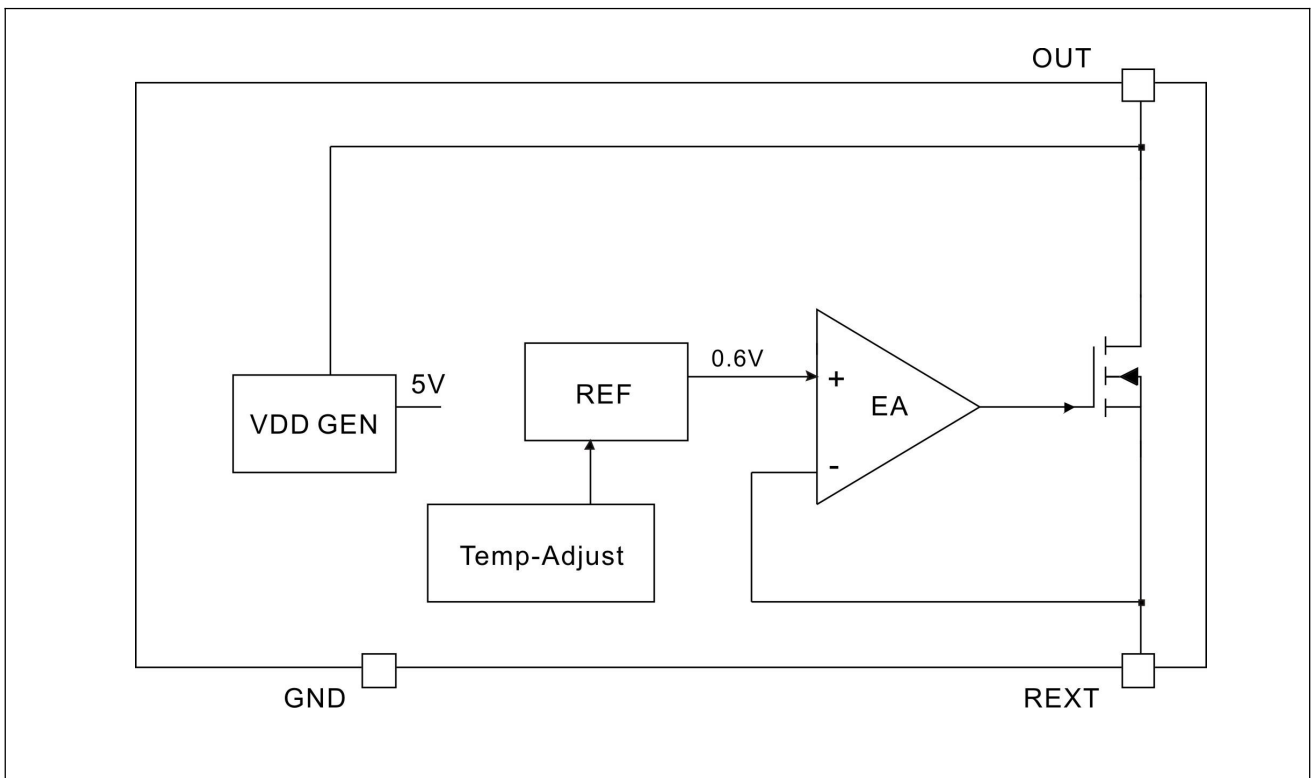 OUT
5V
VDD GEN
REF
0.6V
+
EA
-
Temp-Adjust
GND
REXT